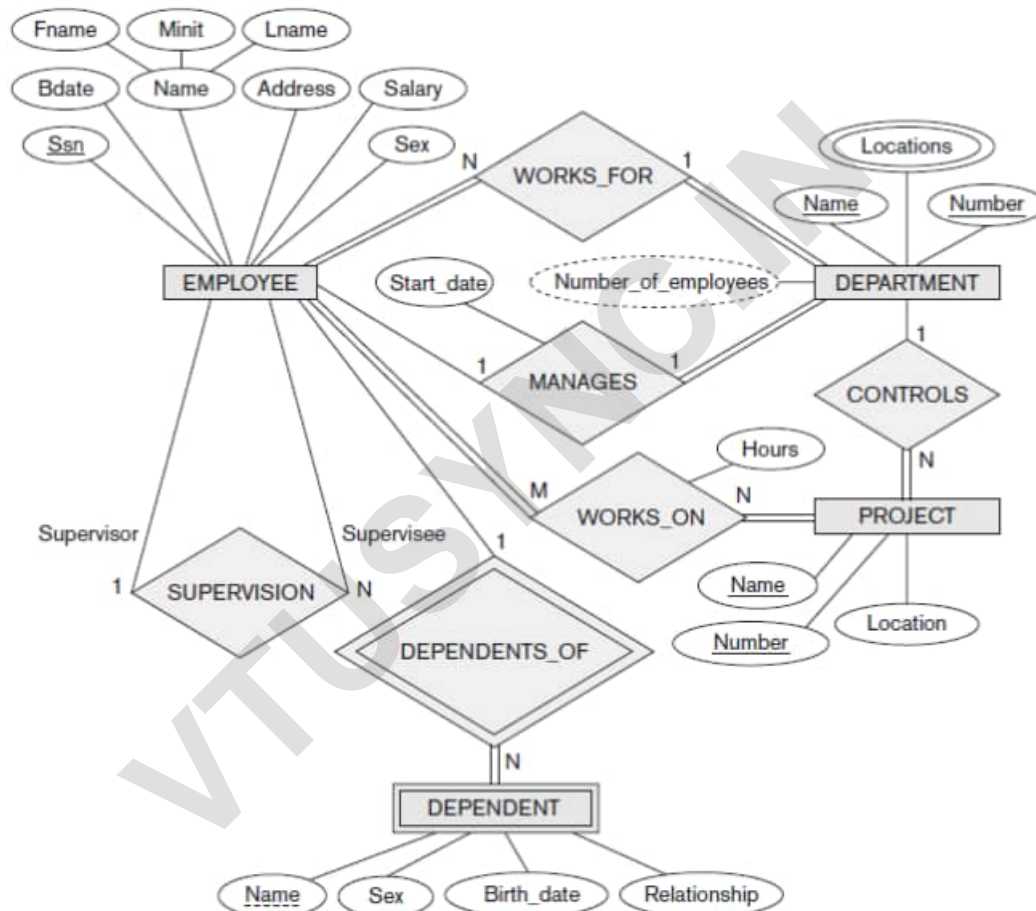 Fname Minit Lname
Bdate Name Address Salary
Ssn Sex
N WORKS_FOR 1
Locations
Name Number
EMPLOYEE
Start_date
Number_of_employees
DEPARTMENT
1 MANAGES 1
1
CONTROLS
N
Hours
M WORKS_ON N
PROJECT
Name
Number
Location
Supervisor Supervisee
1 SUPERVISION N
1
DEPENDENTS_OF
N
DEPENDENT
Name Sex Birth_date Relationship
VTUSYNC.IN